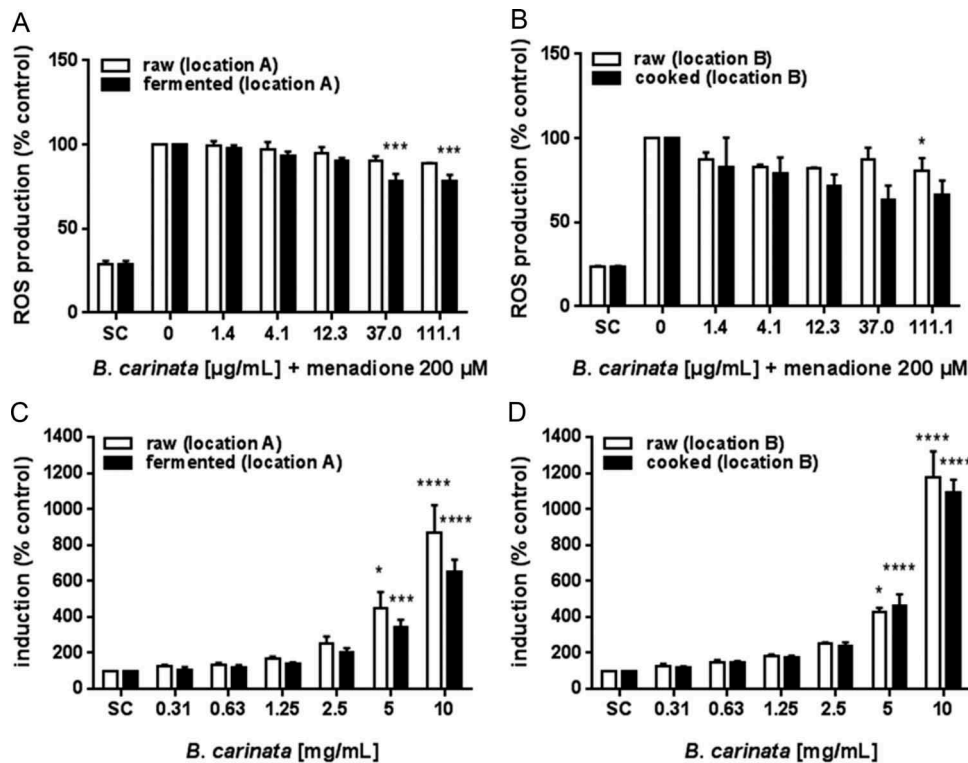 A
raw (location A)
fermented (location A)
ROS production (% control)
150
100
50
0
***
***
SC 0 1.4 4.1 12.3 37.0 111.1
B. carinata [µg/mL] + menadione 200 µM
B
raw (location B)
cooked (location B)
ROS production (% control)
150
100
50
0
*
SC 0 1.4 4.1 12.3 37.0 111.1
B. carinata [µg/mL] + menadione 200 µM
C
raw (location A)
fermented (location A)
induction (% control)
1400
1200
1000
800
600
400
200
0
****
****
*
***
SC 0.31 0.63 1.25 2.5 5 10
B. carinata [mg/mL]
D
raw (location B)
cooked (location B)
induction (% control)
1400
1200
1000
800
600
400
200
0
****
****
****
*
SC 0.31 0.63 1.25 2.5 5 10
B. carinata [mg/mL]